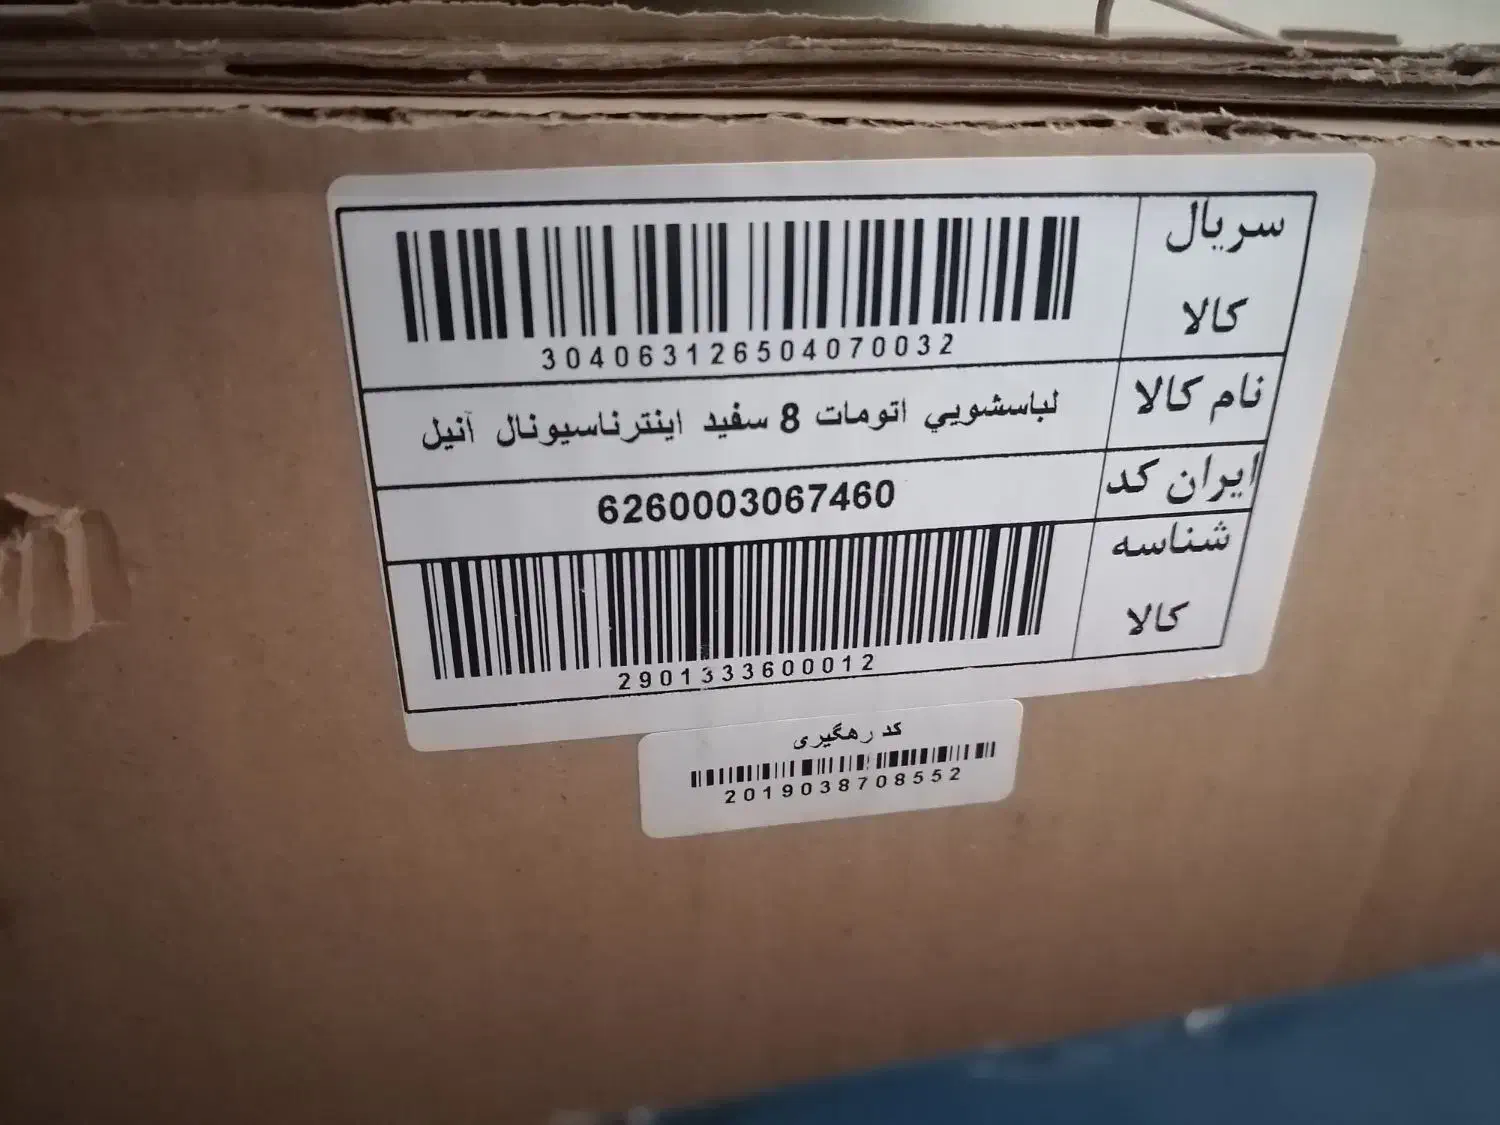 سریال
کالا
304063126504070032
نام کالا
لباسشويي اتومات 8 سفيد اينترناسيونال آنيل
ایران کد
6260003067460
شناسه
کالا
2901333600012
کد رهگیری
2019038708552